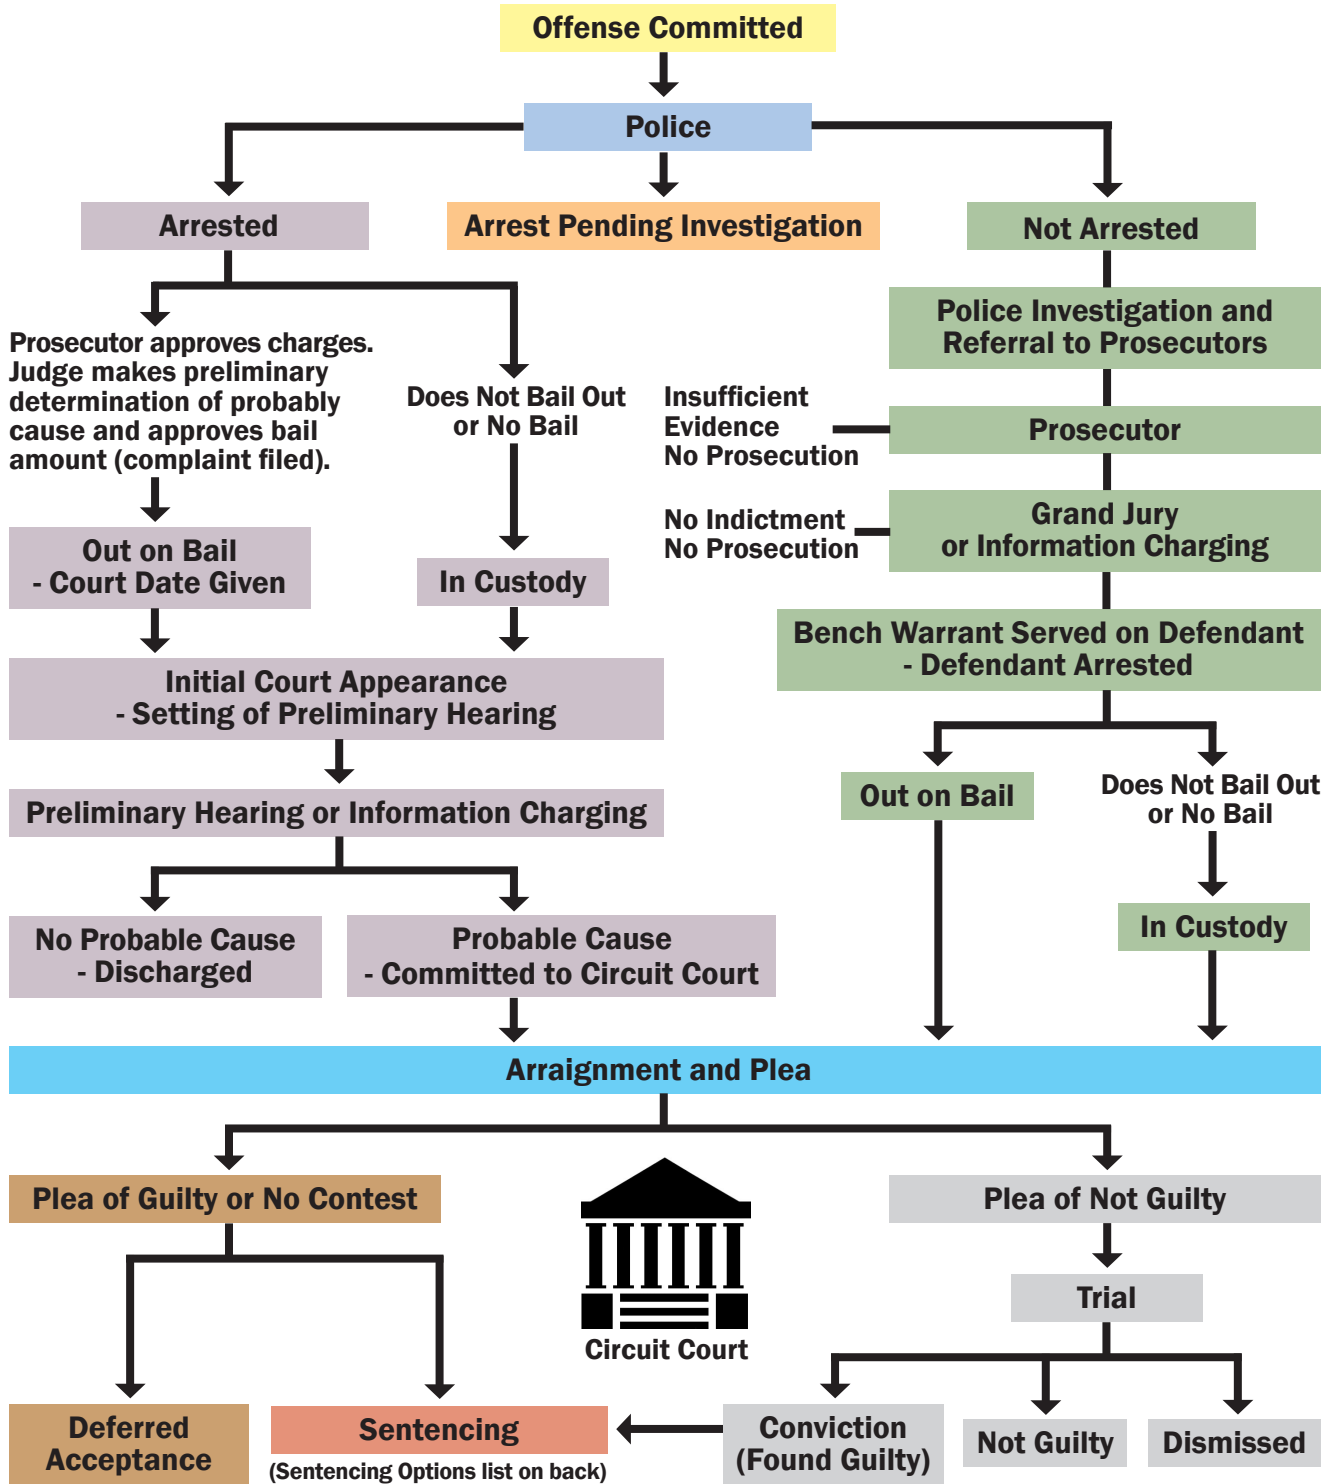 Offense Committed
Police
Arrested
Arrest Pending Investigation
Not Arrested
Prosecutor approves charges.
Judge makes preliminary
determination of probably
cause and approves bail
amount (complaint filed).
Does Not Bail Out
or No Bail
Police Investigation and
Referral to Prosecutors
Insufficient
Evidence
No Prosecution
Prosecutor
No Indictment
No Prosecution
Grand Jury
or Information Charging
Out on Bail
- Court Date Given
In Custody
Bench Warrant Served on Defendant
- Defendant Arrested
Initial Court Appearance
- Setting of Preliminary Hearing
Preliminary Hearing or Information Charging
Out on Bail
Does Not Bail Out
or No Bail
No Probable Cause
- Discharged
Probable Cause
- Committed to Circuit Court
In Custody
Arraignment and Plea
Plea of Guilty or No Contest
Plea of Not Guilty
Trial
Circuit Court
Deferred
Acceptance
Sentencing
(Sentencing Options list on back)
Conviction
(Found Guilty)
Not Guilty
Dismissed